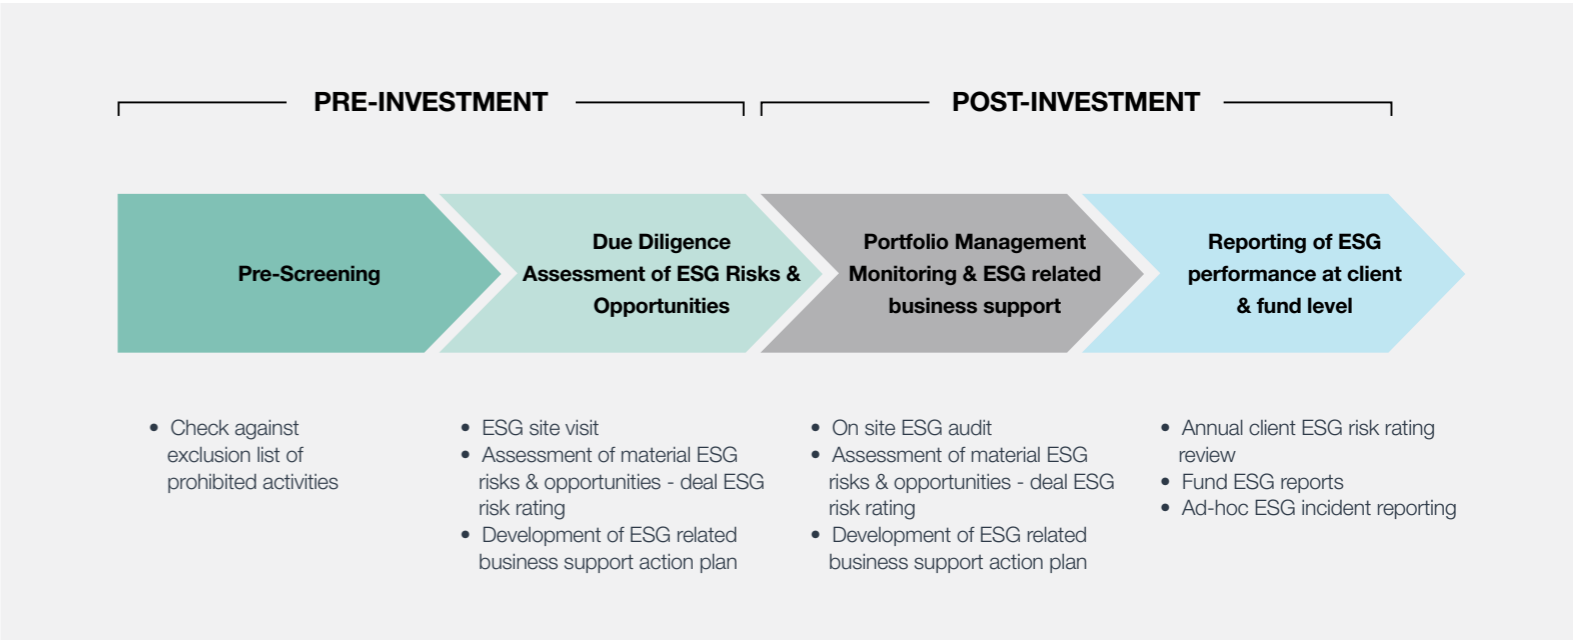 PRE-INVESTMENT
POST-INVESTMENT
Pre-Screening
Due Diligence
Assessment of ESG Risks &
Opportunities
Portfolio Management
Monitoring & ESG related
business support
Reporting of ESG
performance at client
& fund level
• Check against
exclusion list of
prohibited activities
• ESG site visit
• Assessment of material ESG
risks & opportunities - deal ESG
risk rating
• Development of ESG related
business support action plan
• On site ESG audit
• Assessment of material ESG
risks & opportunities - deal ESG
risk rating
• Development of ESG related
business support action plan
• Annual client ESG risk rating
review
• Fund ESG reports
• Ad-hoc ESG incident reporting